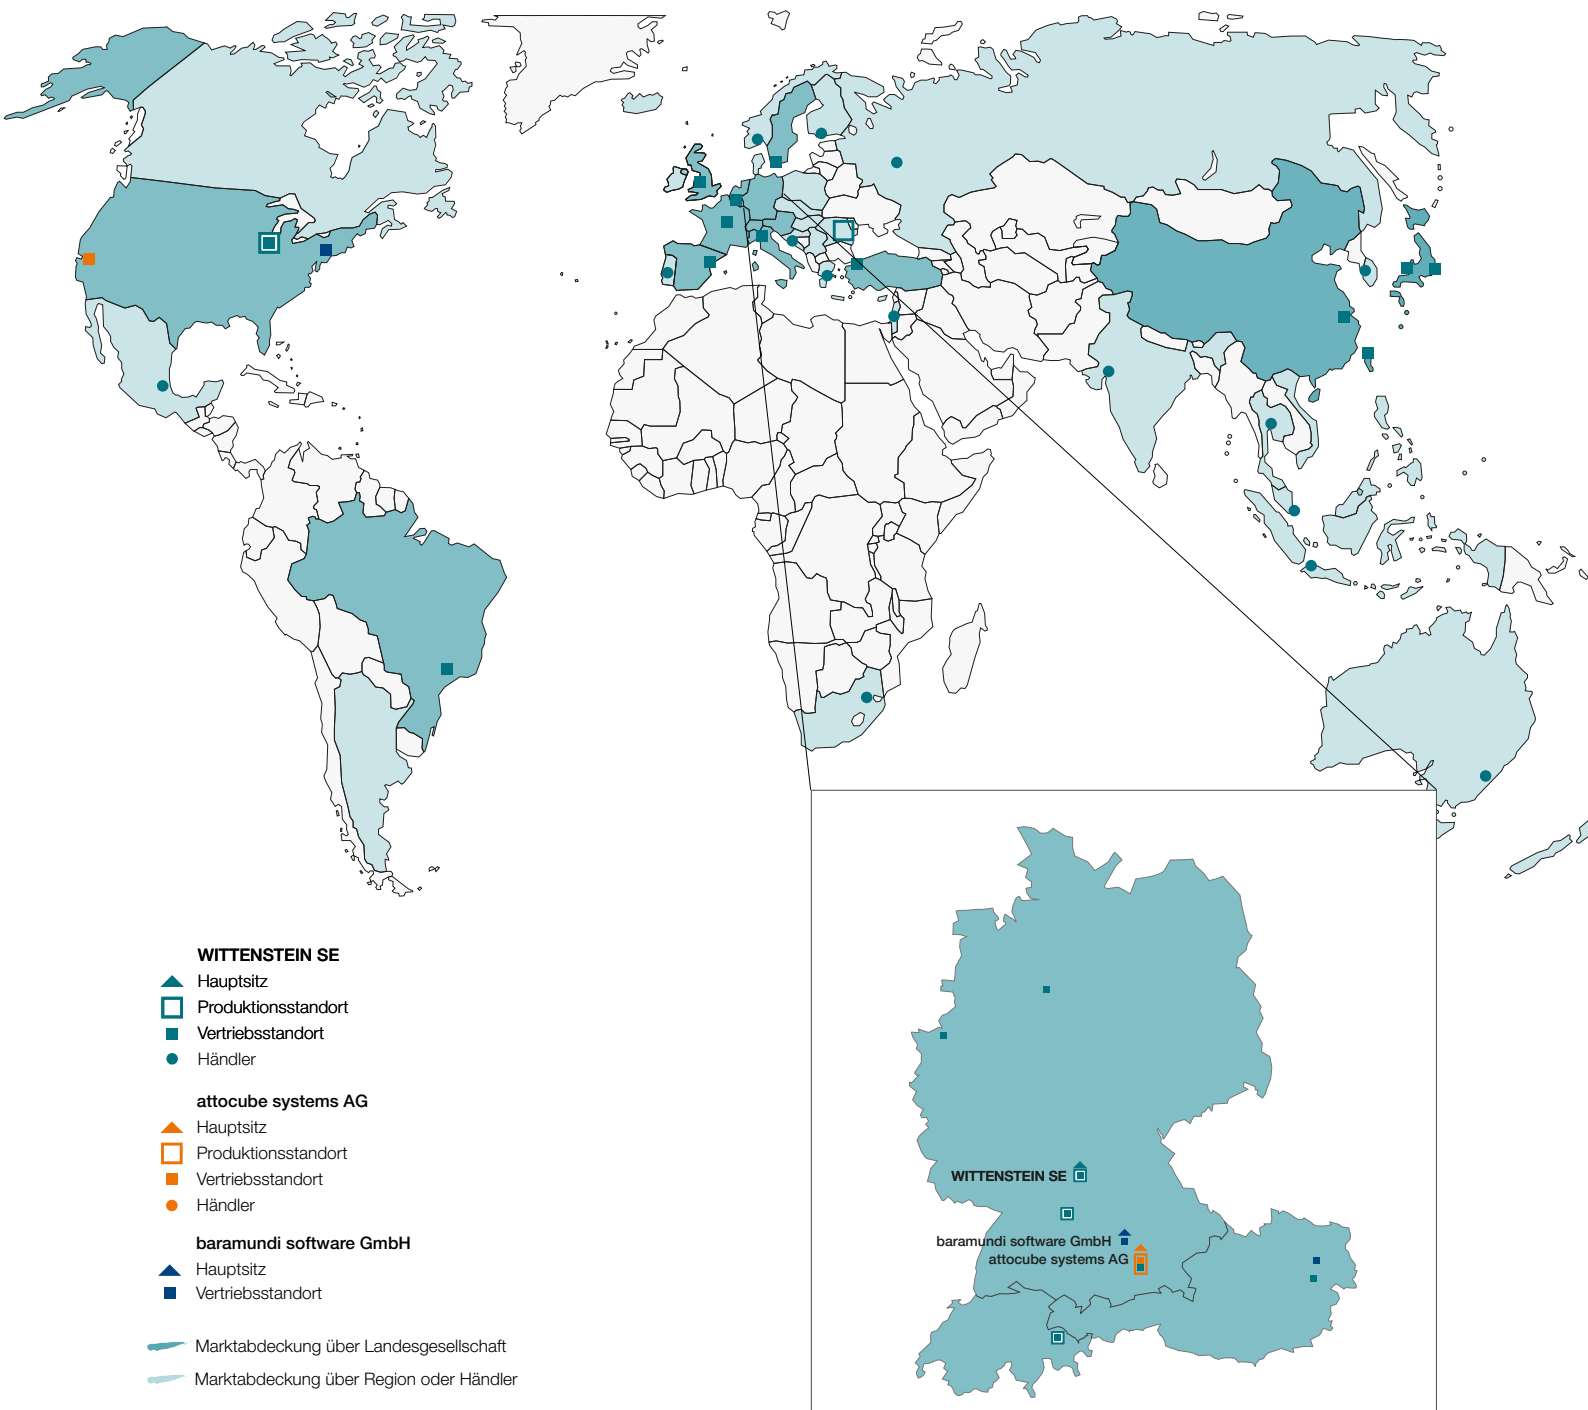 WITTENSTEIN SE
Hauptsitz
Produktionsstandort
Vertriebsstandort
Händler
attocube systems AG
Hauptsitz
Produktionsstandort
Vertriebsstandort
Händler
baramundi software GmbH
Hauptsitz
Vertriebsstandort
Marktabdeckung über Landesgesellschaft
Marktabdeckung über Region oder Händler
WITTENSTEIN SE
baramundi software GmbH
attocube systems AG